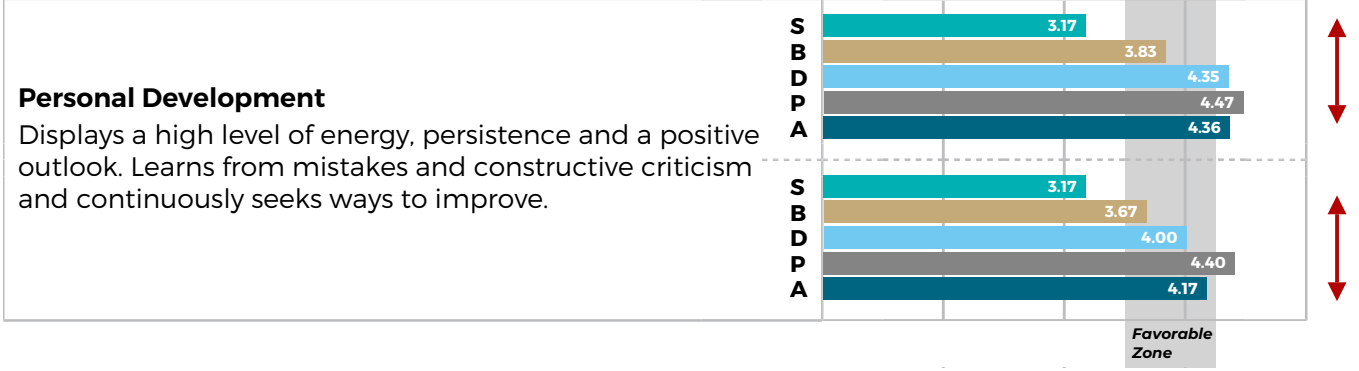 Personal Development
Displays a high level of energy, persistence and a positive
outlook. Learns from mistakes and constructive criticism
and continuously seeks ways to improve.
S 3.17
B 3.83
D 4.35
P 4.47
A 4.36
S 3.17
B 3.67
D 4.00
P 4.40
A 4.17
Favorable
Zone